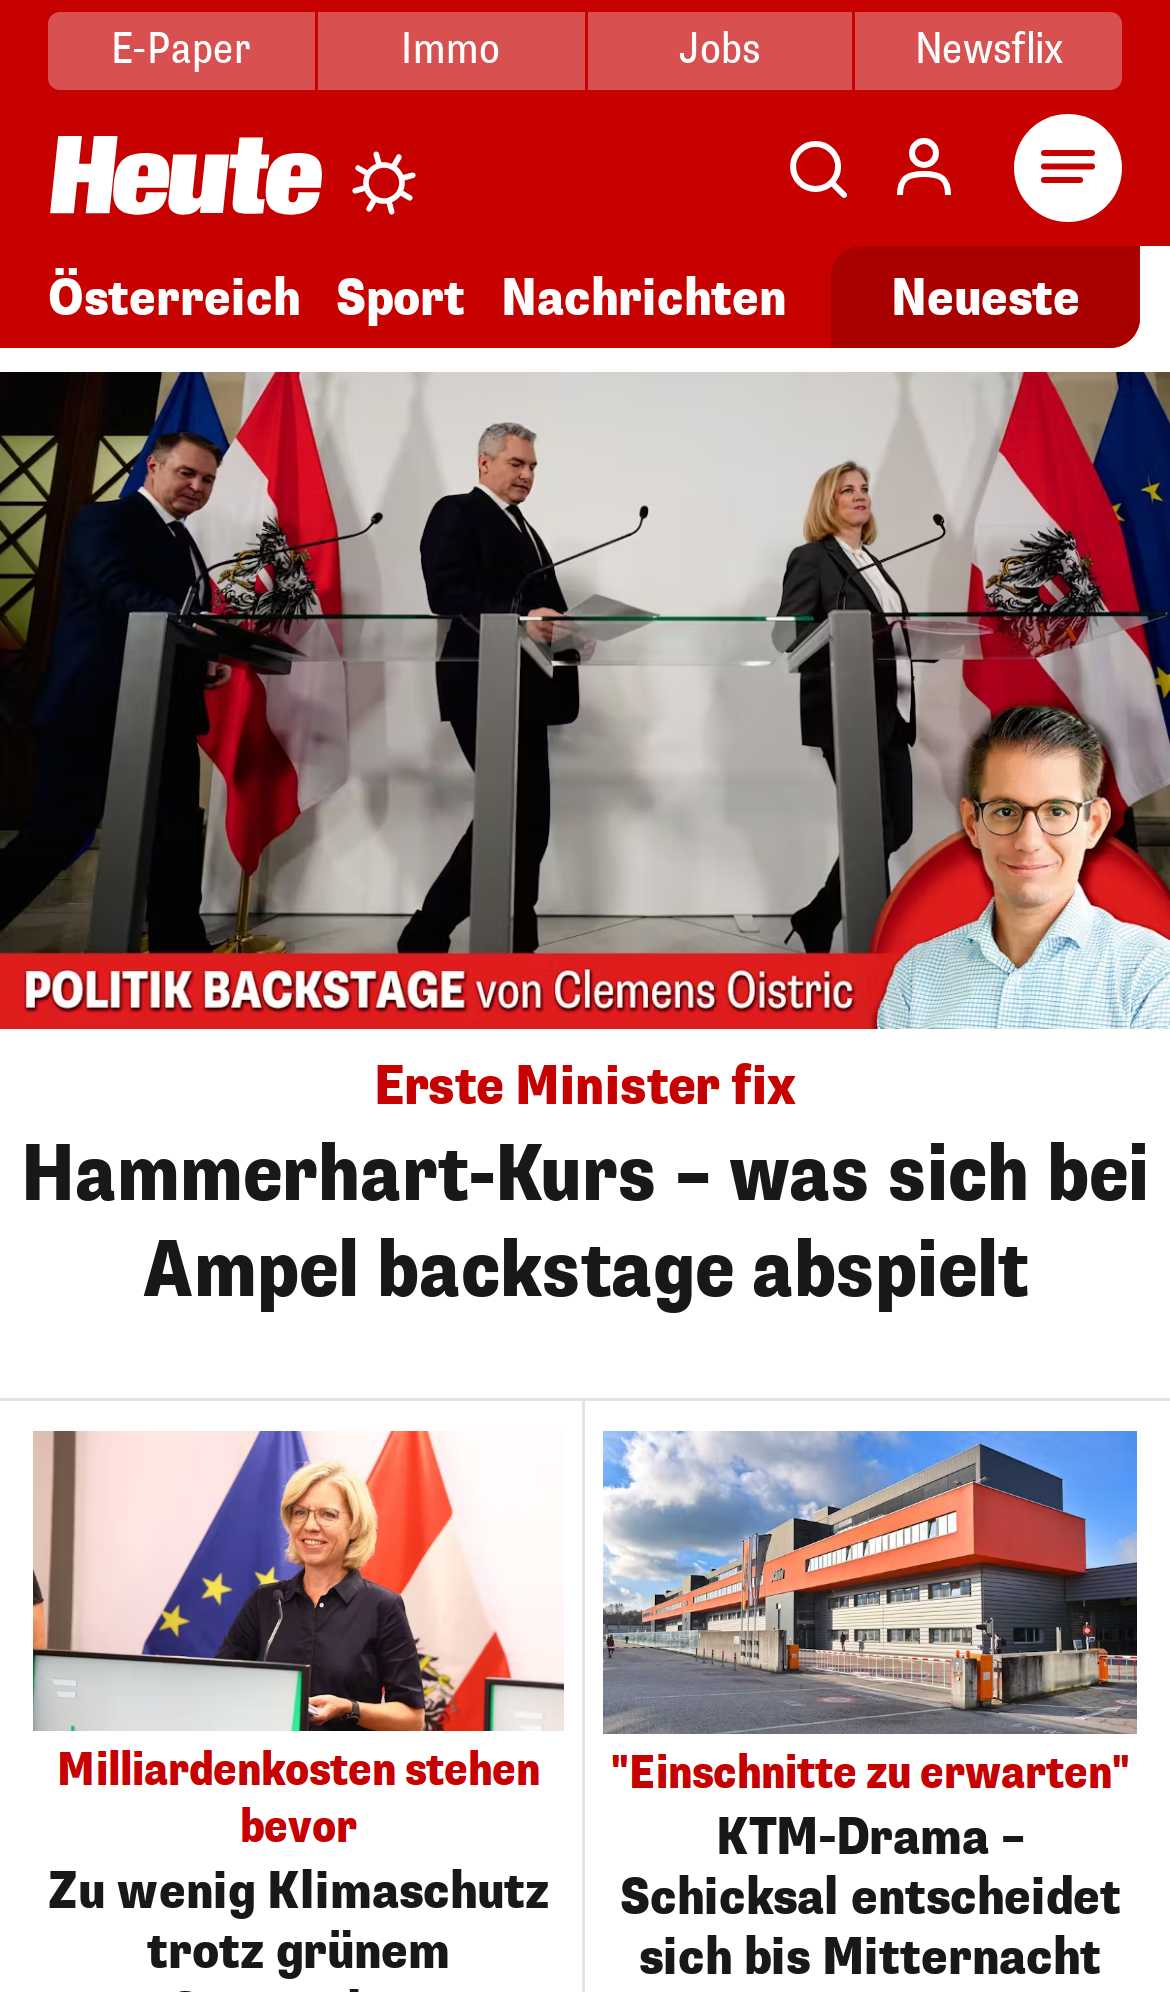 E-Paper
Immo
Jobs
Newsflix
Heute
Österreich
Sport
Nachrichten
Neueste
POLITIK BACKSTAGE von Clemens Oistric
Erste Minister fix
Hammerhart-Kurs – was sich bei
Ampel backstage abspielt
Milliardenkosten stehen
bevor
Zu wenig Klimaschutz
trotz grünem
"Einschnitte zu erwarten"
KTM-Drama –
Schicksal entscheidet
sich bis Mitternacht